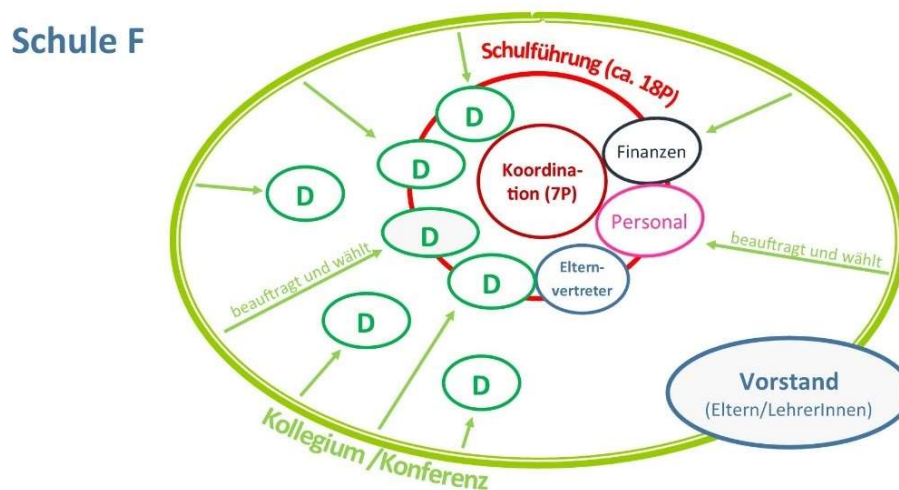 Schule F
Schulführung (ca. 18P)
D
D
D
D
D
D
D
Koordina-
tion (7P)
Finanzen
Personal
Eltern-
vertreter
beauftragt und wählt
beauftragt und wählt
Vorstand
(Eltern/LehrerInnen)
Kollegium /Konferenz